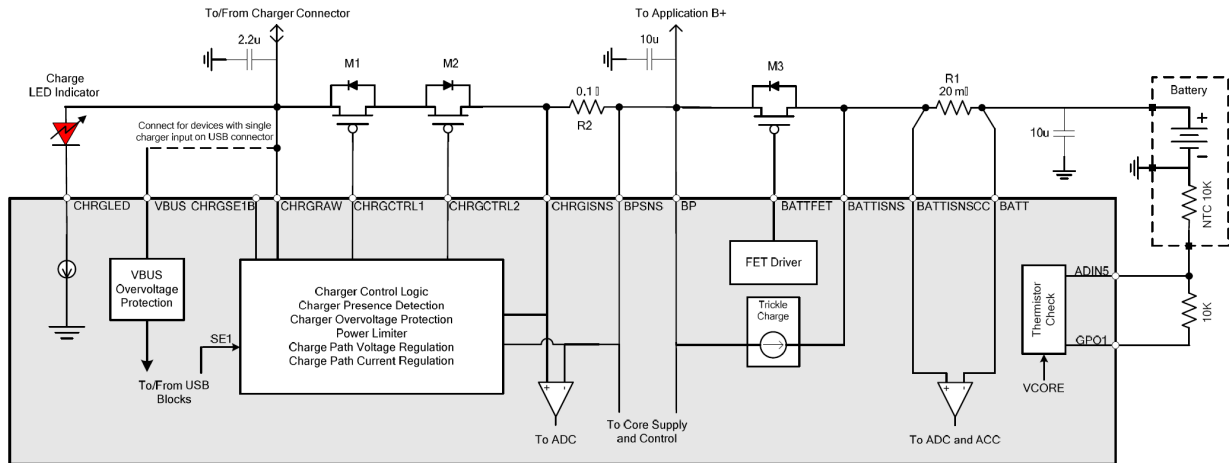 To/From Charger Connector
To Application B+
2.2u
10u
M1
M2
M3
Charge
LED Indicator
0.1
R2
R1
20 m
Battery
+
-
Connect for devices with single
charger input on USB connector
10u
NTC 10K
CHRGLED
VBUS
CHRGSE1B
CHRGRAW
CHRGCTRL1
CHRGCTRL2
CHRGISNS
BPSNS
BP
BATTFET
BATTISNS
BATTISNSCC
BATT
VBUS
Overvoltage
Protection
Charger Control Logic
Charger Presence Detection
Charger Overvoltage Protection
Power Limiter
Charge Path Voltage Regulation
Charge Path Current Regulation
FET Driver
Trickle
Charge
Thermistor
Check
ADIN5
10K
GPO1
SE1
VCORE
To/From USB
Blocks
+ -
To ADC
To Core Supply
and Control
+ -
To ADC and ACC